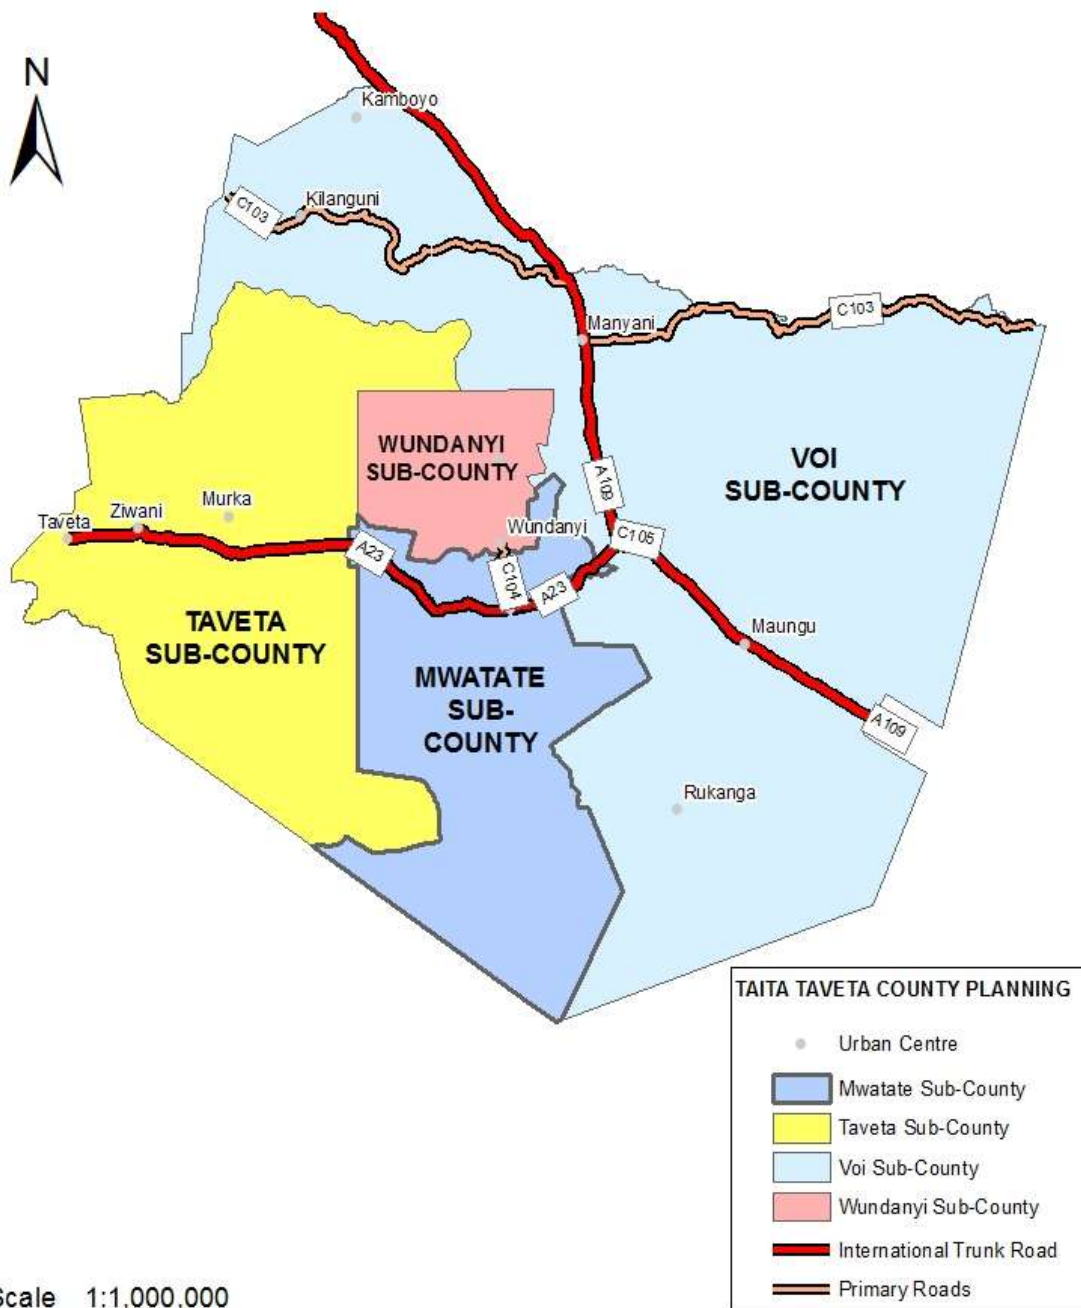 N
Kamboyo
C103
Kilanguni
C103
Manyani
WUNDANYI
SUB-COUNTY
VOI
SUB-COUNTY
A109
Murka
Ziwani
Taveta
Wundanyi
C105
A23
C104
A23
TAVETA
SUB-COUNTY
Maungu
MWATATE
SUB-
COUNTY
A109
Rukanga
TAITA TAVETA COUNTY PLANNING
Urban Centre
Mwatate Sub-County
Taveta Sub-County
Voi Sub-County
Wundanyi Sub-County
International Trunk Road
Primary Roads
Scale 1:1.000.000